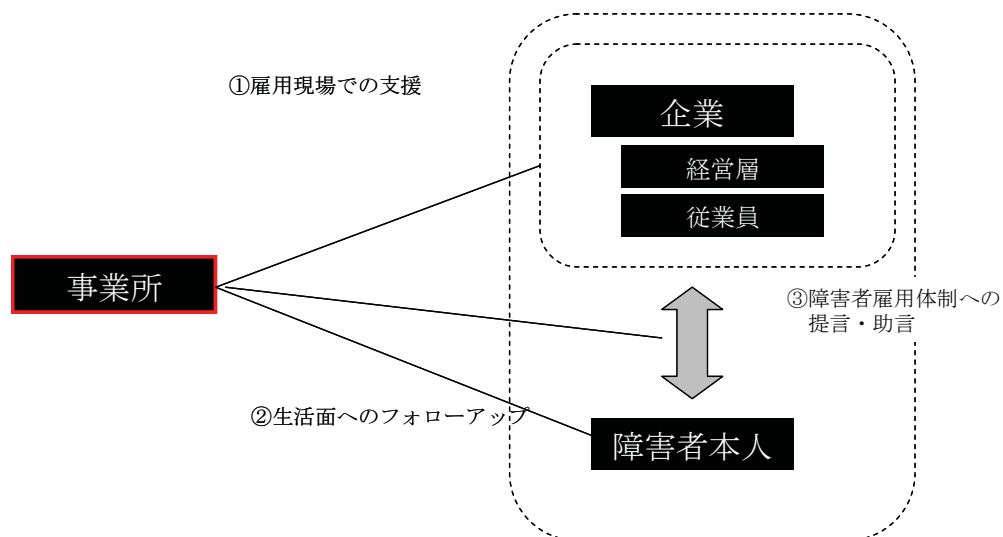 ①雇用現場での支援
企業
経営層
従業員
事業所
③障害者雇用体制への
提言・助言
②生活面へのフォローアップ
障害者本人